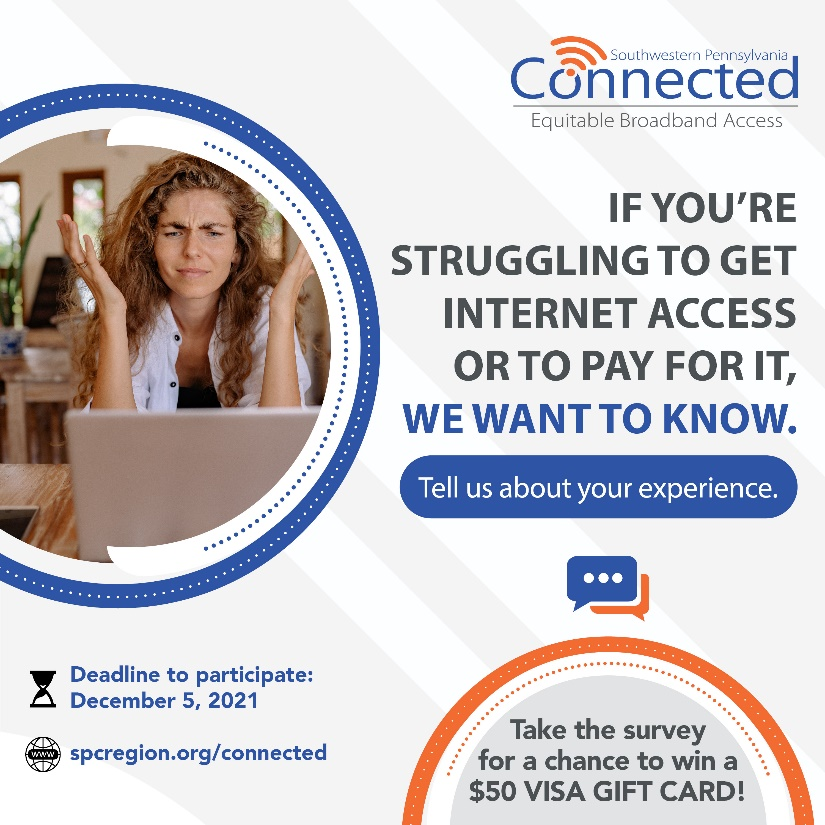 Southwestern Pennsylvania
Connected
Equitable Broadband Access
IF YOU'RE
STRUGGLING TO GET
INTERNET ACCESS
OR TO PAY FOR IT,
WE WANT TO KNOW.
Tell us about your experience.
Deadline to participate:
December 5, 2021
www
spcregion.org/connected
Take the survey
for a chance to win a
$50 VISA GIFT CARD!